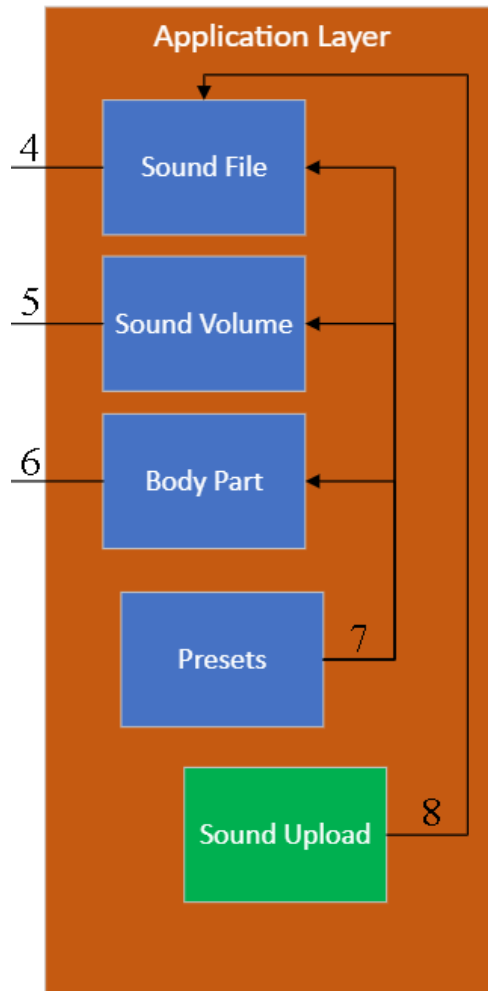 Application Layer
4
Sound File
5
Sound Volume
6
Body Part
Presets
7
Sound Upload
8